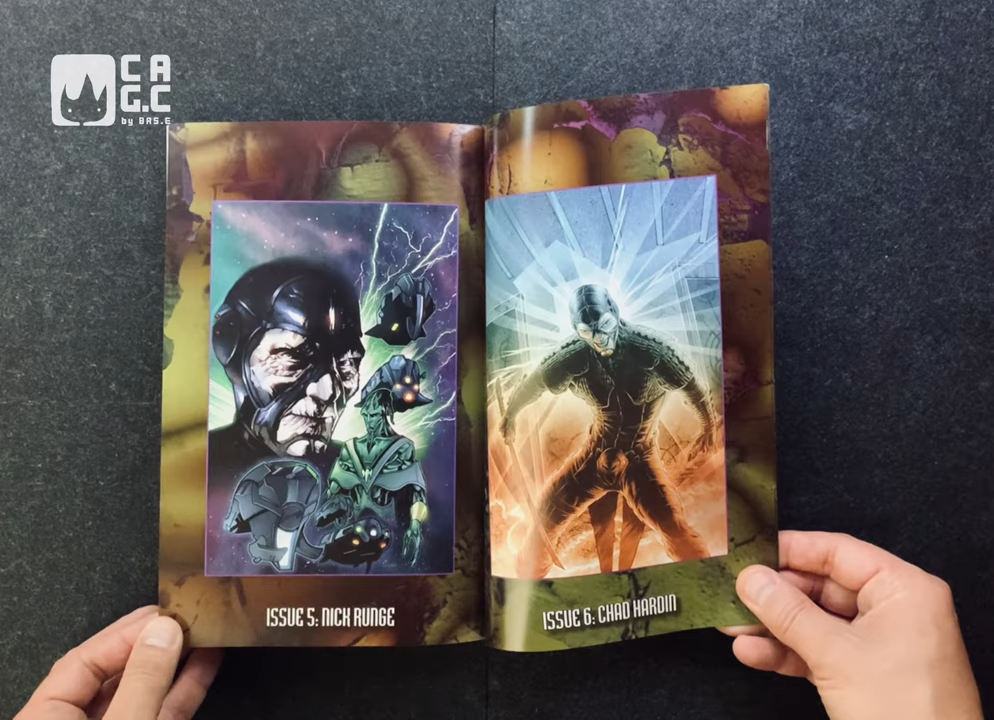 CA
G.C
by BAS.E
ISSUE 5: NICK RUNGE
ISSUE 6: CHAD HARDIN